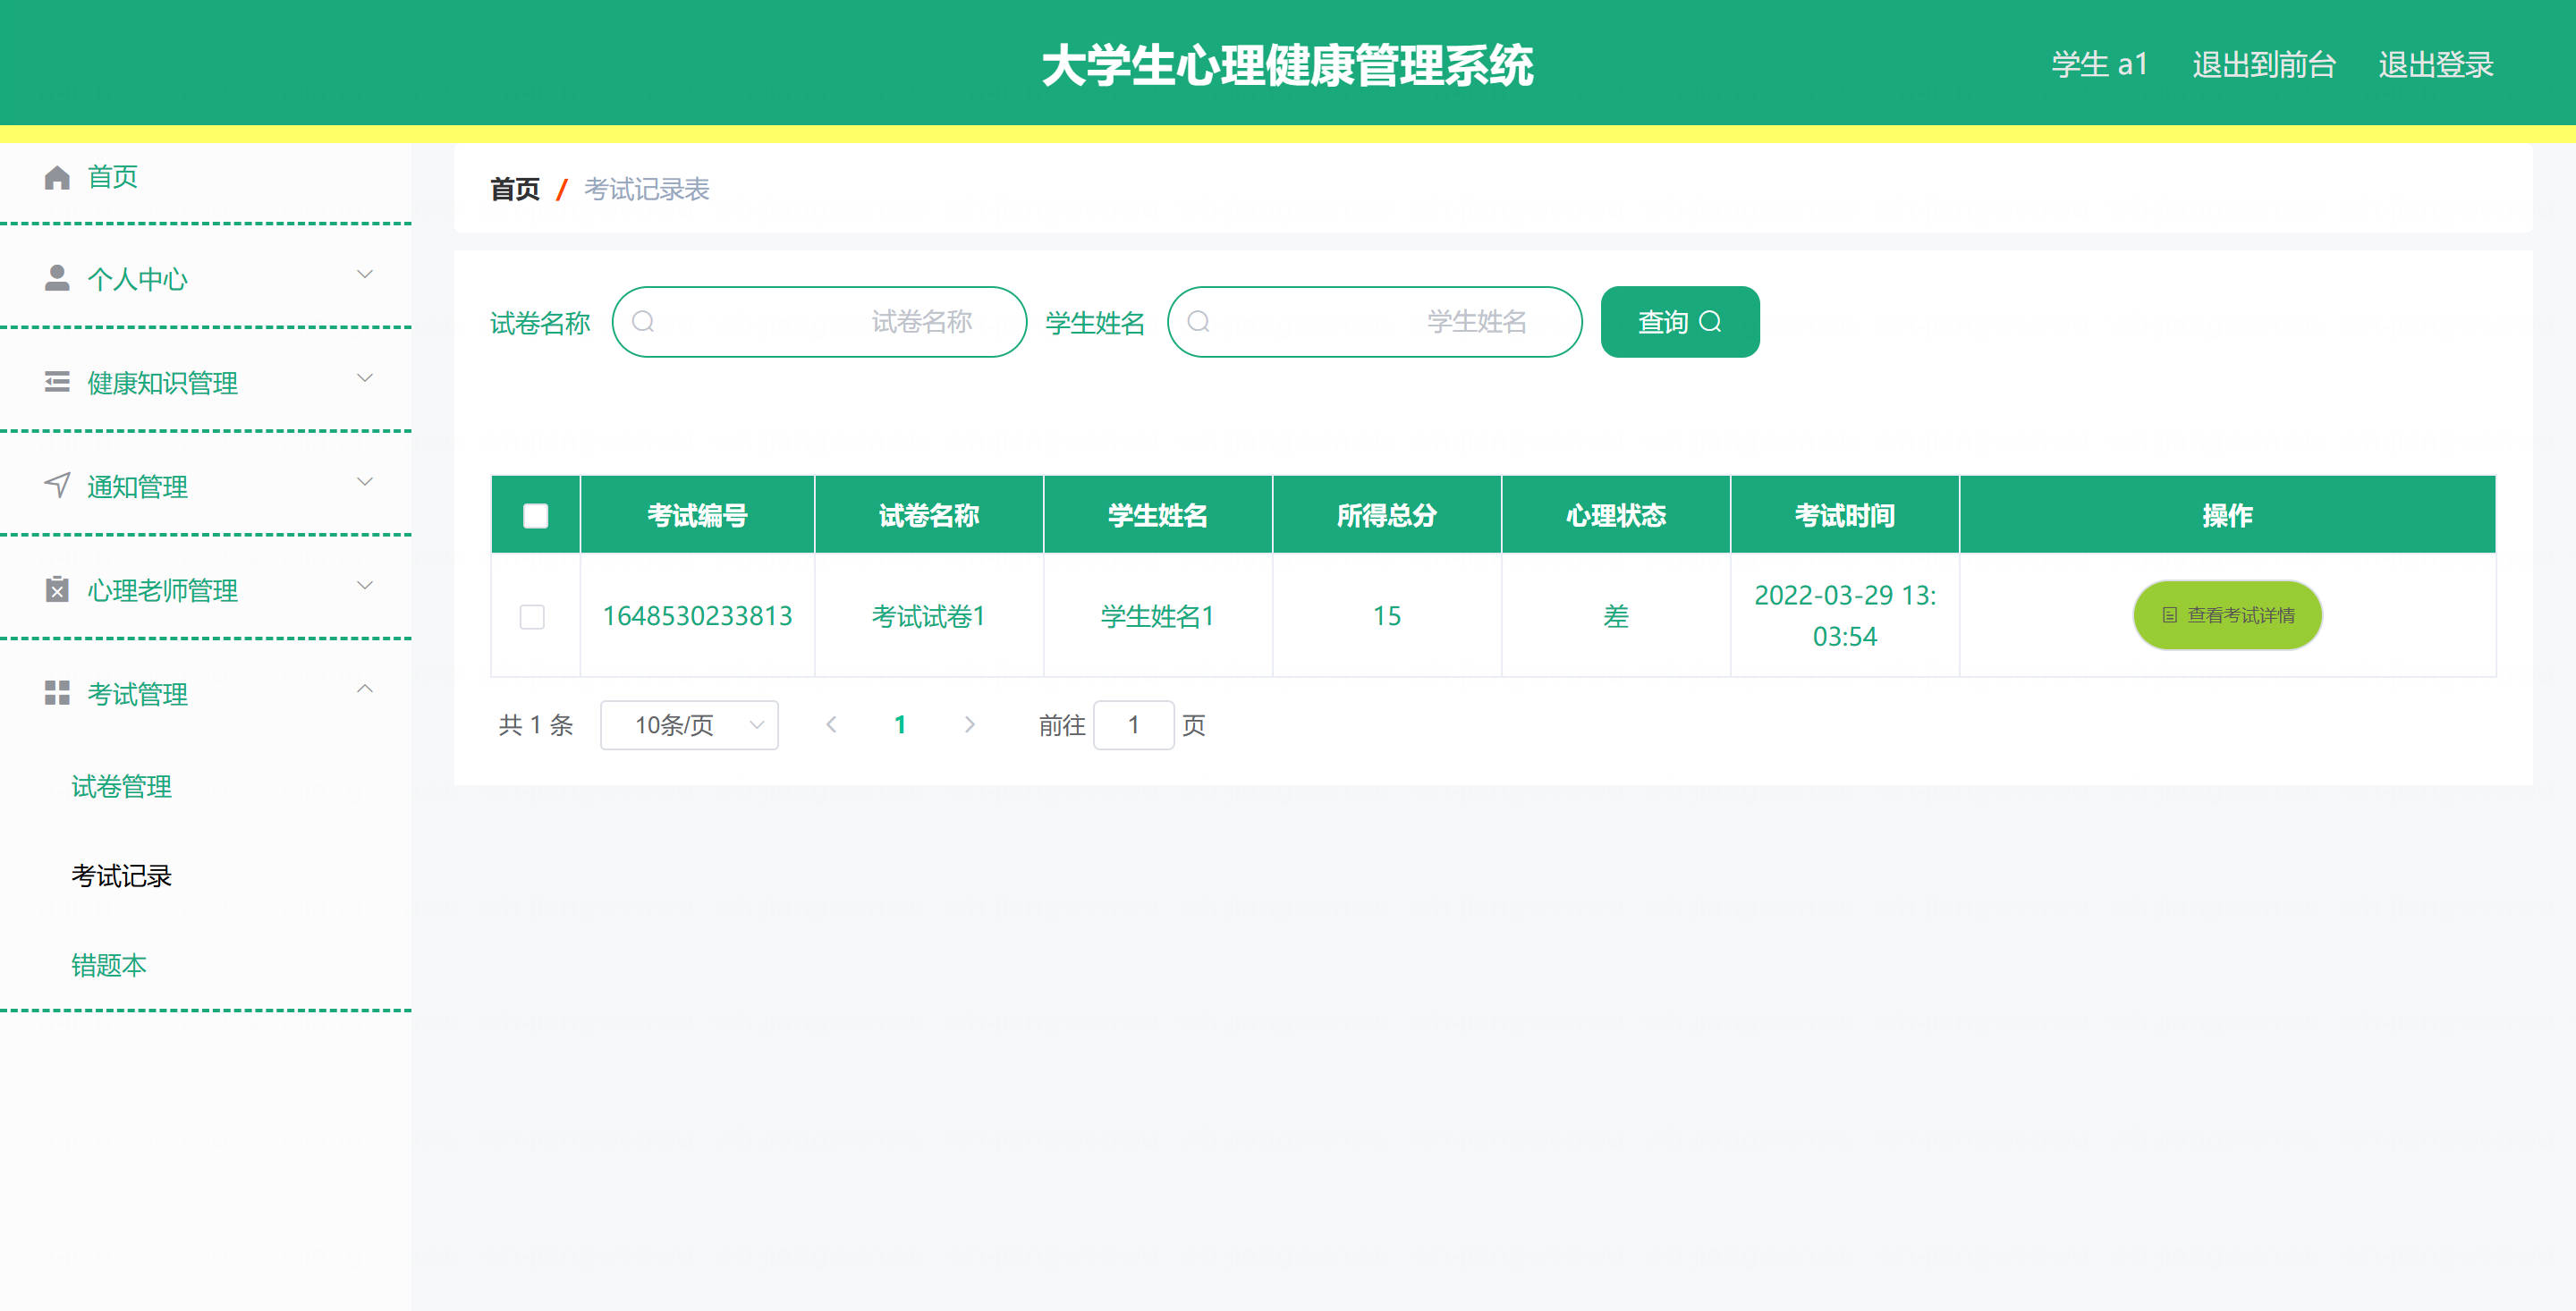 大学生心理健康管理系统
学生 a1 退出到前台 退出登录
首页
个人中心
健康知识管理
通知管理
心理老师管理
考试管理
试卷管理
考试记录
错题本
首页 / 考试记录表
试卷名称 试卷名称 学生姓名 学生姓名 查询
考试编号 试卷名称 学生姓名 所得总分 心理状态 考试时间 操作
1648530233813 考试试卷1 学生姓名1 15 差 2022-03-29 13:
03:54 查看考试详情
共 1 条 10条/页 1 前往 1 页